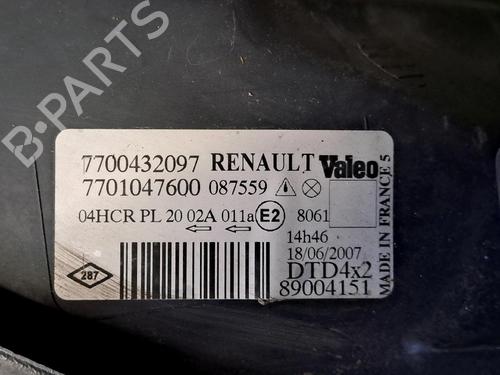 B-PARTS
7700432097 RENAULT Valeo
7701047600 087559
04HCR PL 20 02A 011a E2 8061
MADE IN FRANCE 5
14h46
18/06/2007
287
DTD4x2
89004151